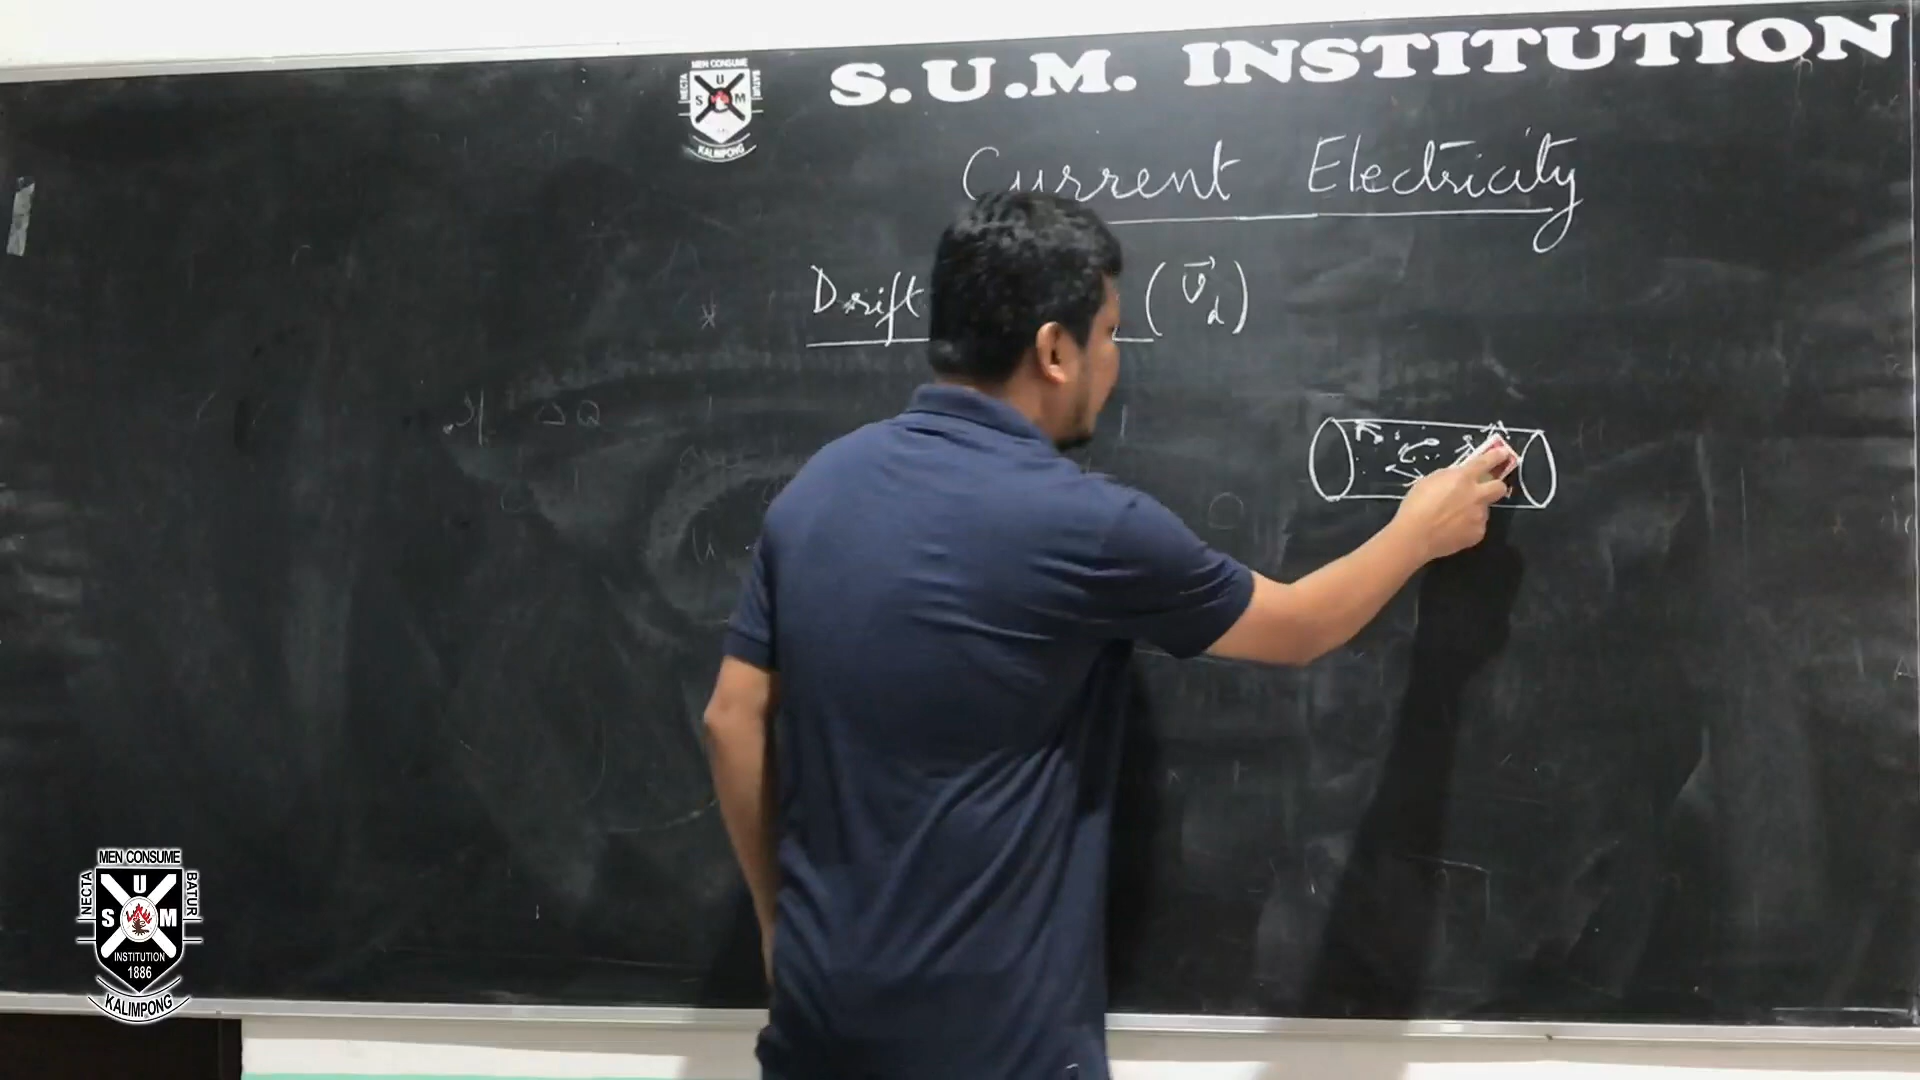 S.U.M. INSTITUTION
MEN CONSUME
NECTA
BATUR
S U M
KALIMPONG
Current Electricity
Drift
(v⃗d)
ΔQ
MEN CONSUME
NECTA
BATUR
S U M
INSTITUTION
1886
KALIMPONG